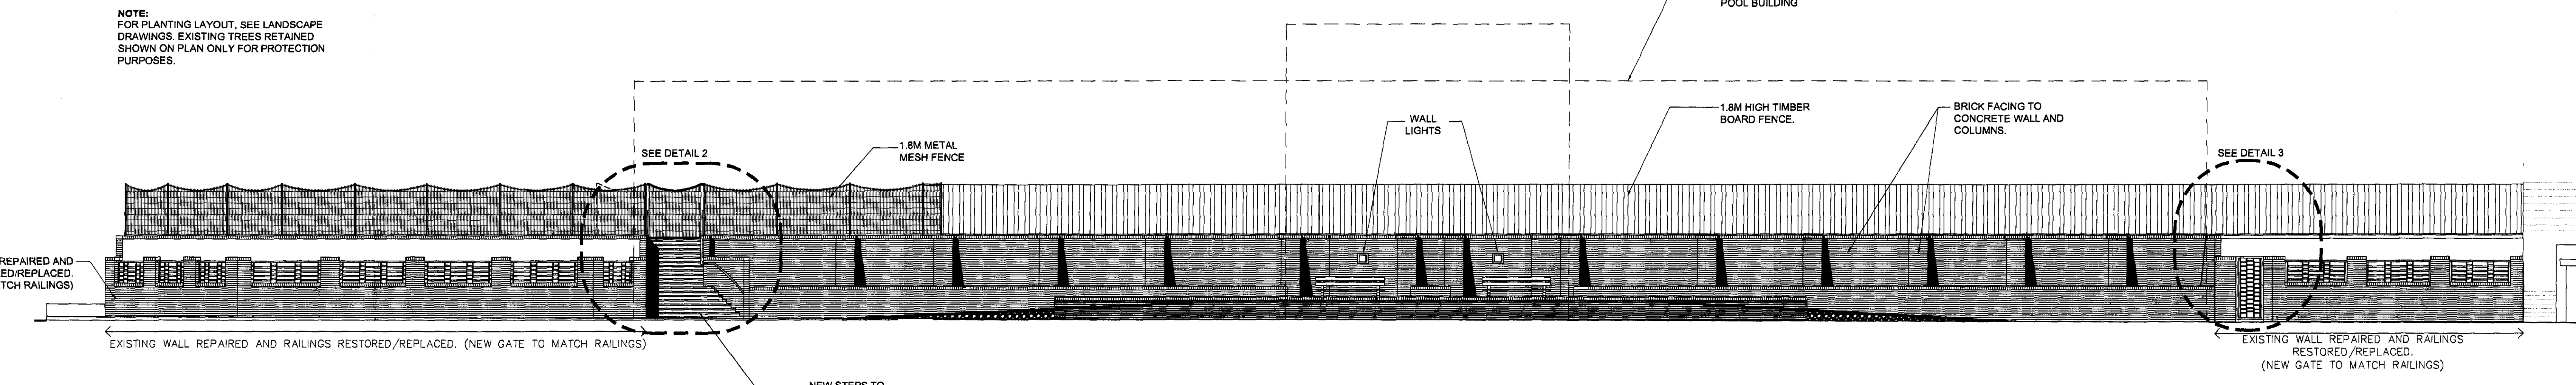 NOTE:
FOR PLANTING LAYOUT, SEE LANDSCAPE
DRAWINGS. EXISTING TREES RETAINED
SHOWN ON PLAN ONLY FOR PROTECTION
PURPOSES.
POOL BUILDING
SEE DETAIL 2
1.8M METAL
MESH FENCE
WALL
LIGHTS
1.8M HIGH TIMBER
BOARD FENCE.
BRICK FACING TO
CONCRETE WALL AND
COLUMNS.
SEE DETAIL 3
REPAIRED AND
ED/REPLACED.
TCH RAILINGS)
EXISTING WALL REPAIRED AND RAILINGS RESTORED/REPLACED. (NEW GATE TO MATCH RAILINGS)
NEW STEPS TO
EXISTING WALL REPAIRED AND RAILINGS
RESTORED/REPLACED.
(NEW GATE TO MATCH RAILINGS)